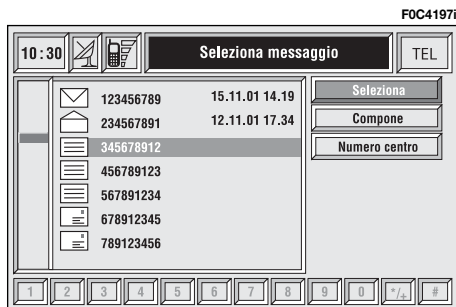 F0C4197i
10:30 Seleziona messaggio TEL
123456789 15.11.01 14.19
234567891 12.11.01 17.34
345678912
456789123
567891234
678912345
789123456
Seleziona
Compone
Numero centro
1 2 3 4 5 6 7 8 9 0 */+ #